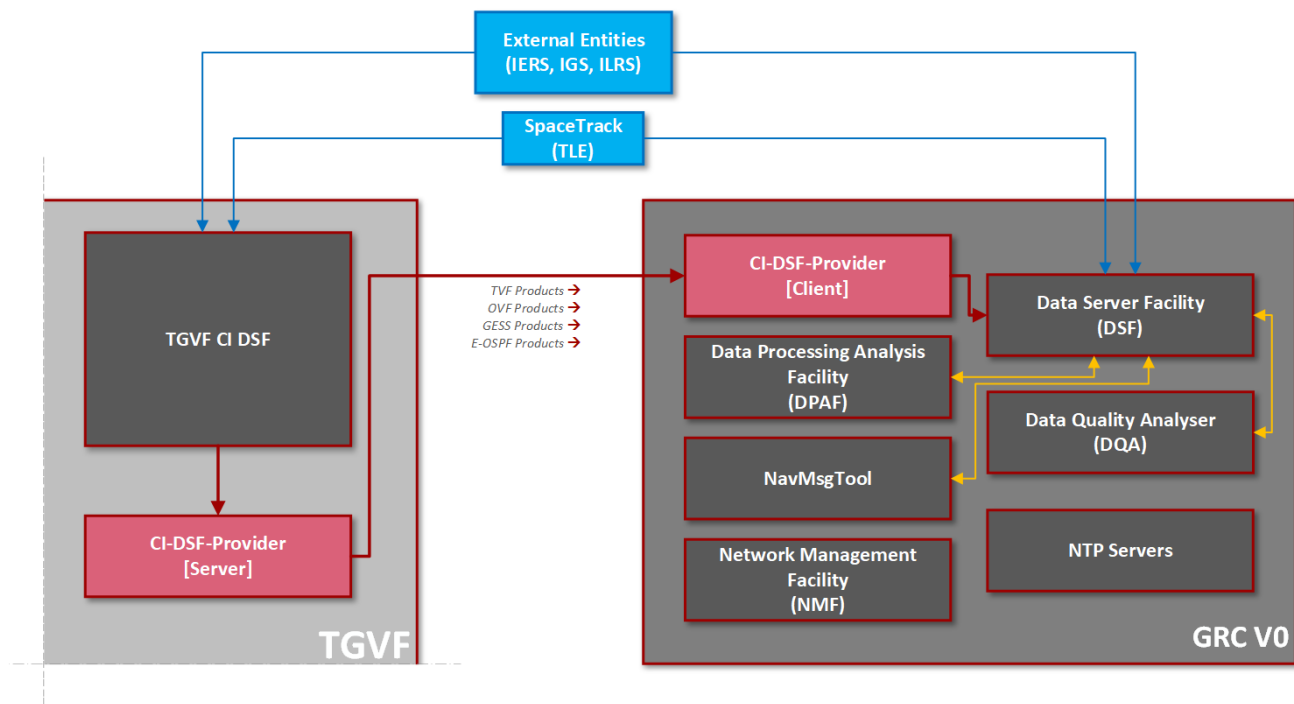 External Entities
(IERS, IGS, ILRS)
SpaceTrack
(TLE)
TGVF CI DSF
CI-DSF-Provider
[Server]
TGVF
TVF Products →
OVF Products →
GESS Products →
E-OSPF Products →
CI-DSF-Provider
[Client]
Data Server Facility
(DSF)
Data Processing Analysis
Facility
(DPAF)
Data Quality Analyser
(DQA)
NavMsgTool
NTP Servers
Network Management
Facility
(NMF)
GRC V0